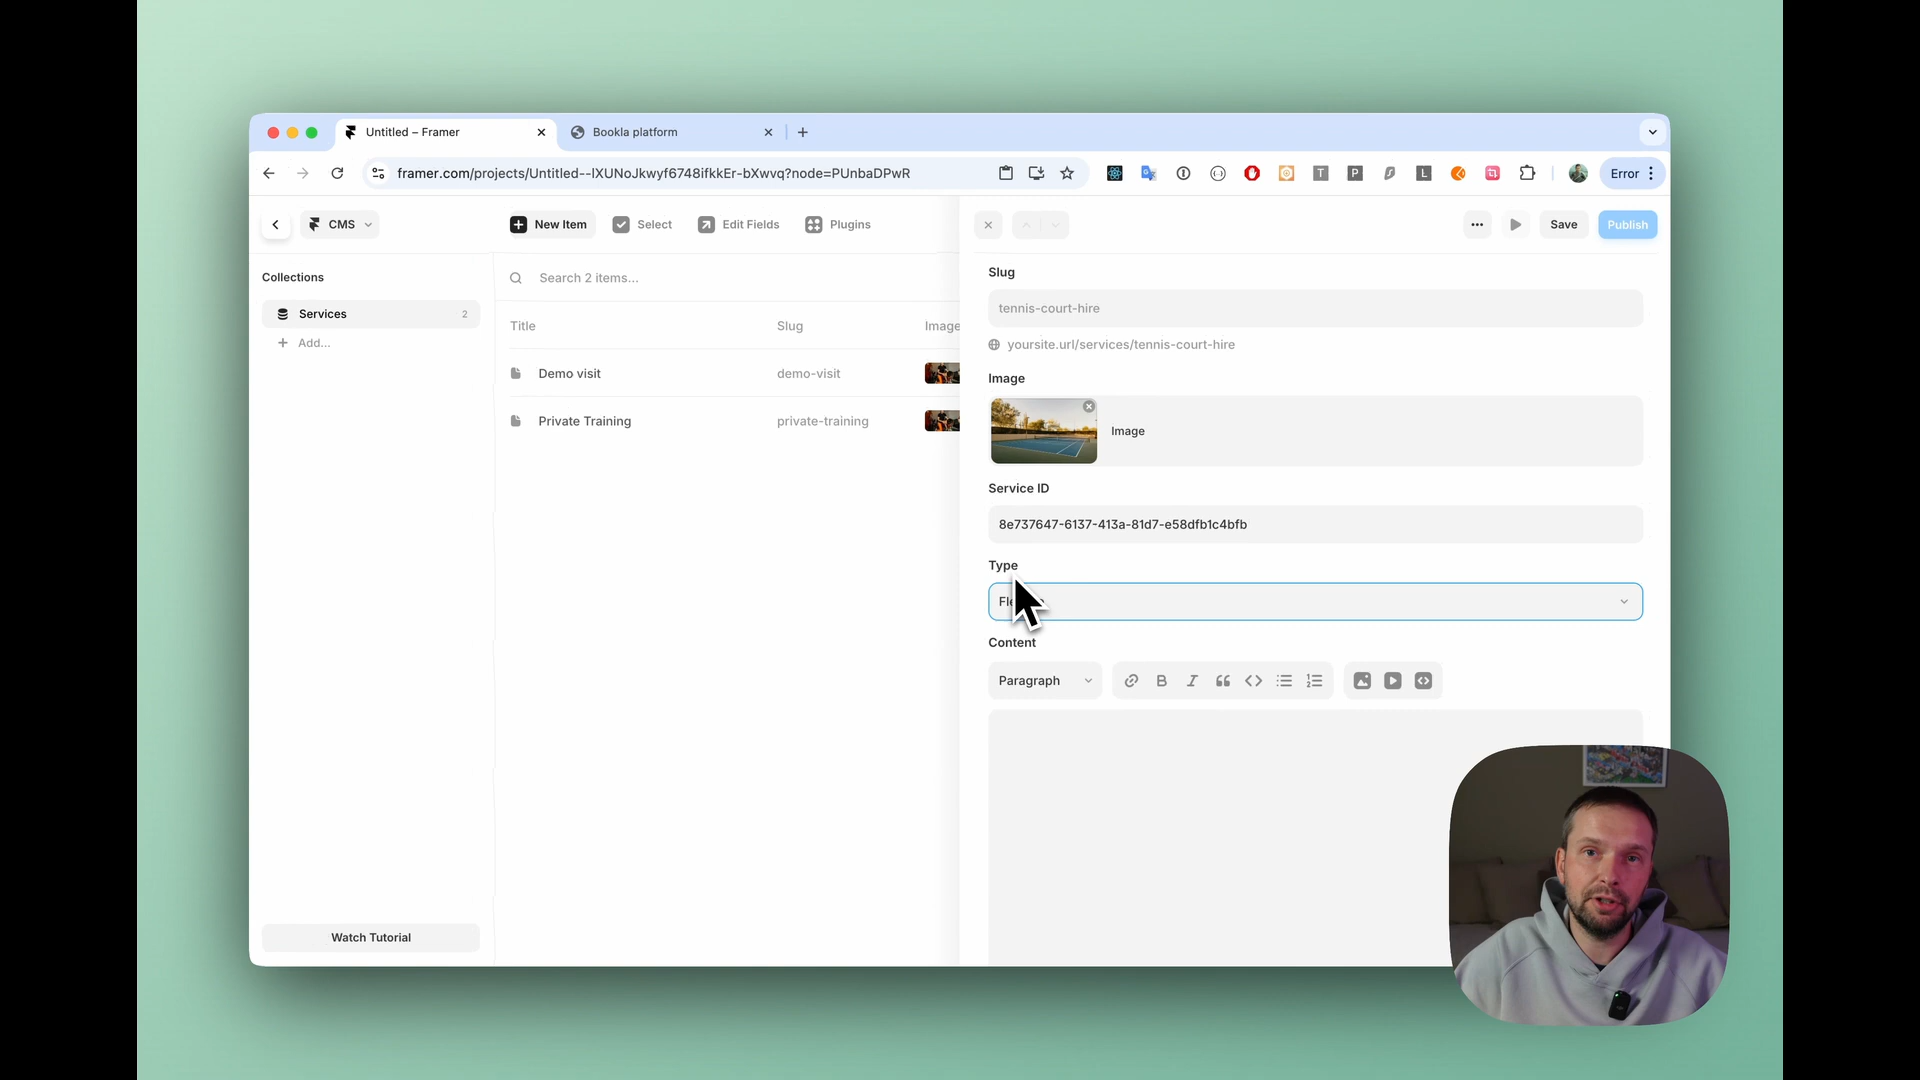 Untitled – Framer
Bookla platform
framer.com/projects/Untitled--IXUNoJkwyf6748ifkkEr-bXwvq?node=PUnbaDPwR
Error
CMS
New Item
Select
Edit Fields
Plugins
Save
Publish
Collections
Services
2
Add...
Search 2 items...
Title
Slug
Image
Demo visit
demo-visit
Private Training
private-training
Slug
tennis-court-hire
yoursite.url/services/tennis-court-hire
Image
Image
Service ID
8e737647-6137-413a-81d7-e58dfb1c4bfb
Type
Content
Paragraph
Watch Tutorial